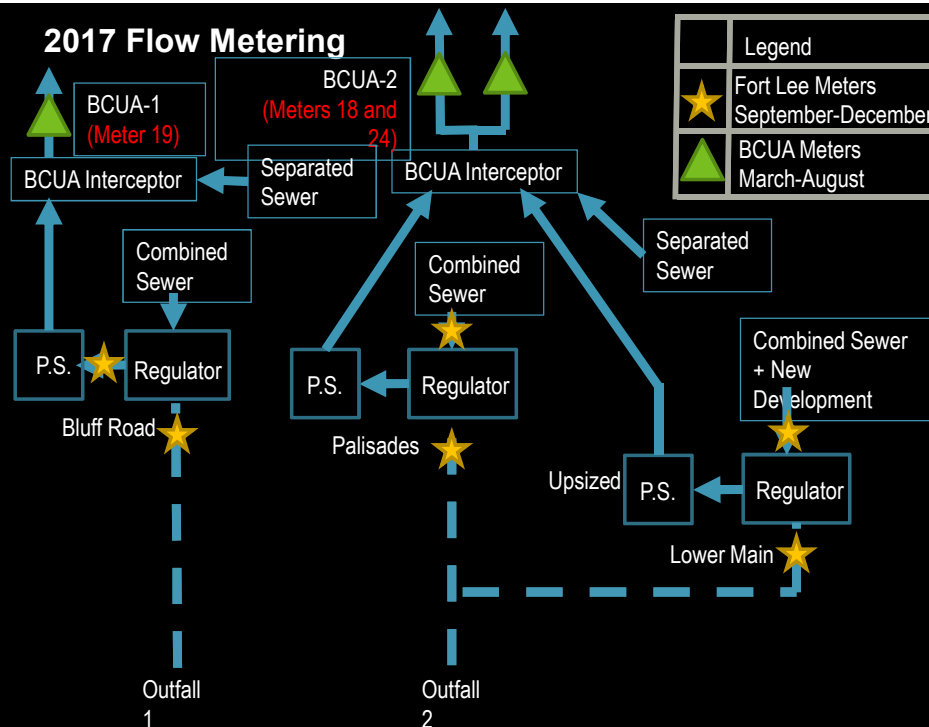 2017 Flow Metering
BCUA-1
(Meter 19)
BCUA-2
(Meters 18 and
24)
Legend
Fort Lee Meters
September-December
BCUA Meters
March-August
BCUA Interceptor
Separated
Sewer
BCUA Interceptor
Separated
Sewer
Combined
Sewer
Combined
Sewer
Combined Sewer
+ New
Development
P.S.
Regulator
P.S.
Regulator
Bluff Road
Palisades
Upsized
P.S.
Regulator
Lower Main
Outfall
1
Outfall
2